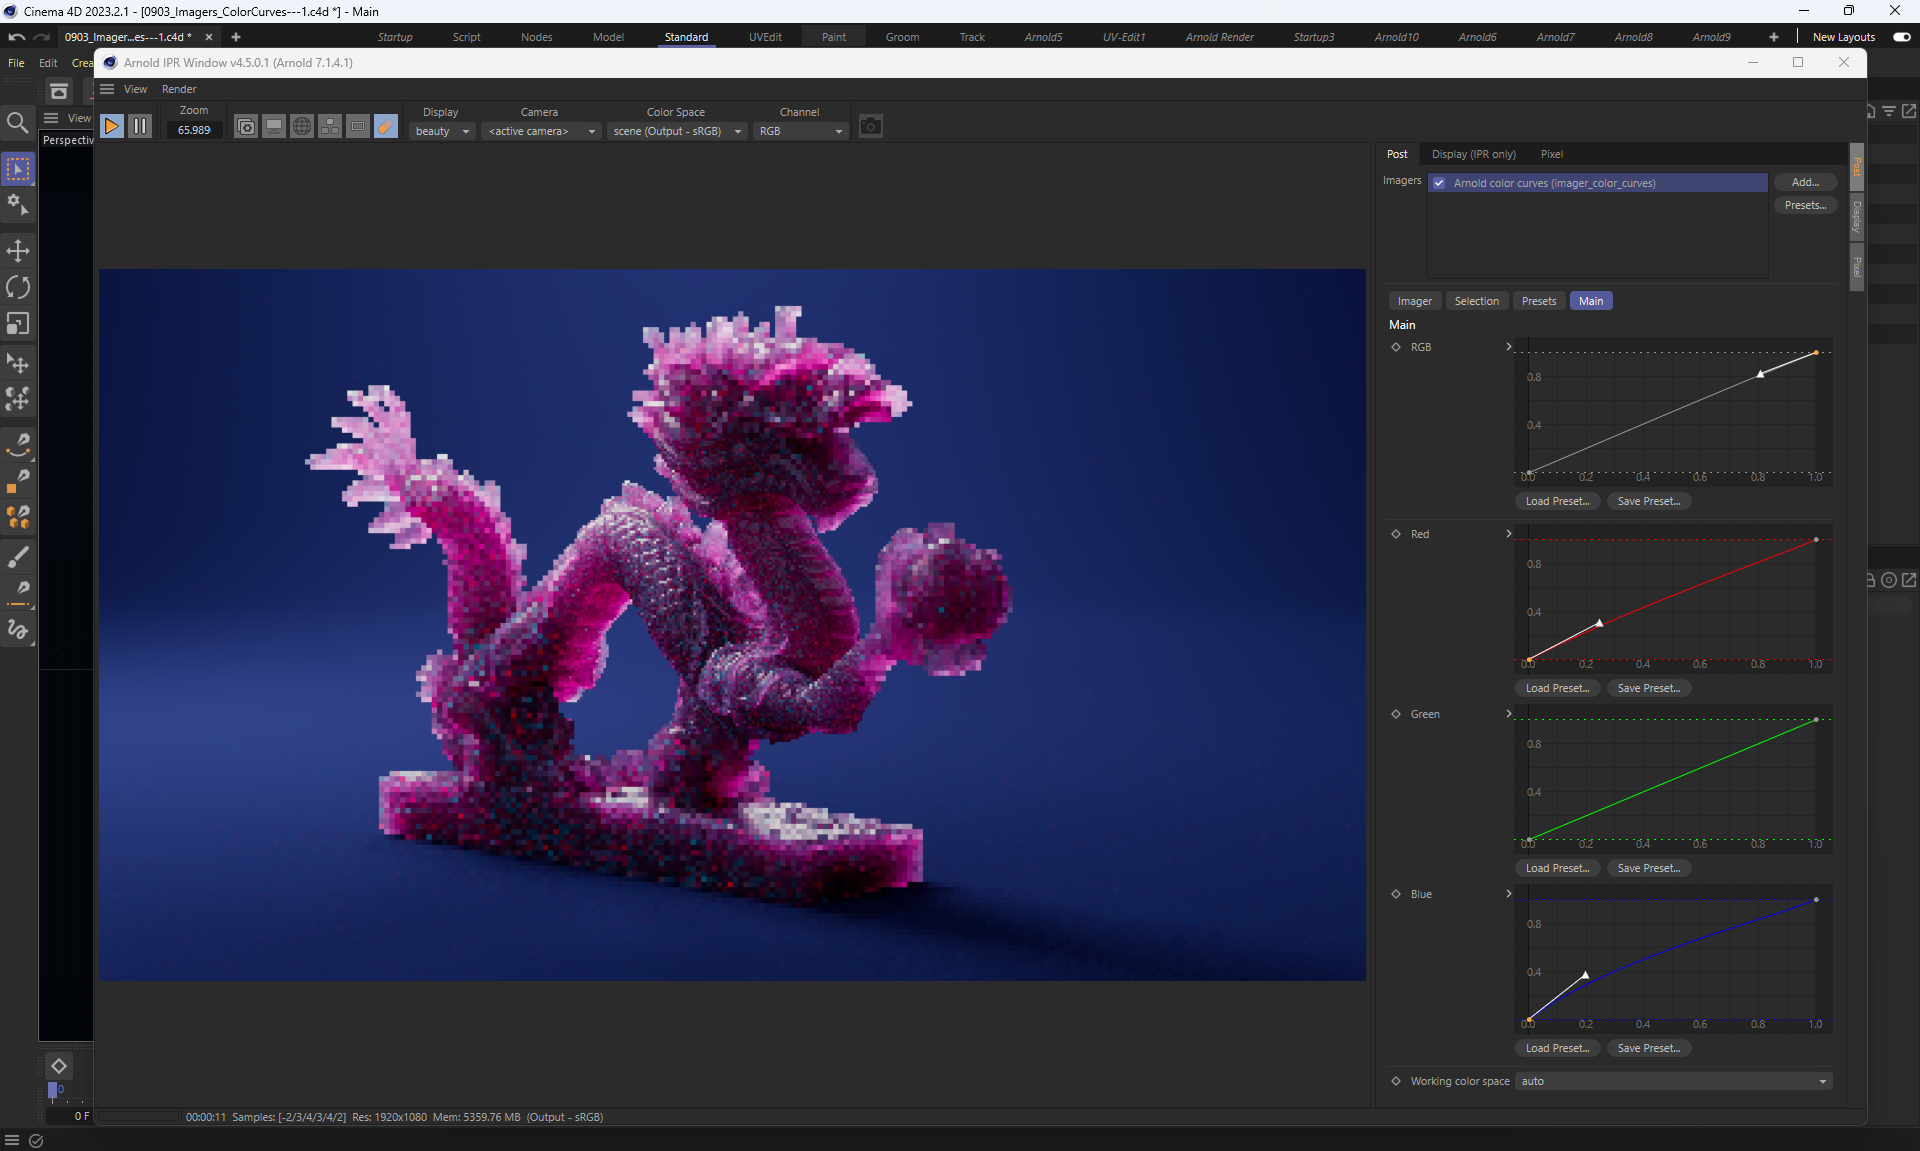 Cinema 4D 2023.2.1 - [0903_Imagers_ColorCurves---1.c4d *] - Main
0903_Imager...es---1.c4d *
Startup
Script
Nodes
Model
Standard
UVEdit
Paint
Groom
Track
Arnold5
UV-Edit1
Arnold Render
Startup3
Arnold10
Arnold6
Arnold7
Arnold8
Arnold9
New Layouts
File Edit Crea
Arnold IPR Window v4.5.0.1 (Arnold 7.1.4.1)
View Render
Zoom
65.989
Display
beauty
Camera
<active camera>
Color Space
scene (Output - sRGB)
Channel
RGB
View
Perspectiv
Post Display (IPR only) Pixel
Imagers
Arnold color curves (imager_color_curves)
Add...
Presets...
Post
Display
Pixel
Imager Selection Presets Main
Main
RGB
0.8
0.4
0.0 0.2 0.4 0.6 0.8 1.0
Load Preset... Save Preset...
Red
0.8
0.4
0.0 0.2 0.4 0.6 0.8 1.0
Load Preset... Save Preset...
Green
0.8
0.4
0.0 0.2 0.4 0.6 0.8 1.0
Load Preset... Save Preset...
Blue
0.8
0.4
0.0 0.2 0.4 0.6 0.8 1.0
Load Preset... Save Preset...
Working color space auto
0
0 F
00:00:11 Samples: [-2/3/4/3/4/2] Res: 1920x1080 Mem: 5359.76 MB (Output - sRGB)